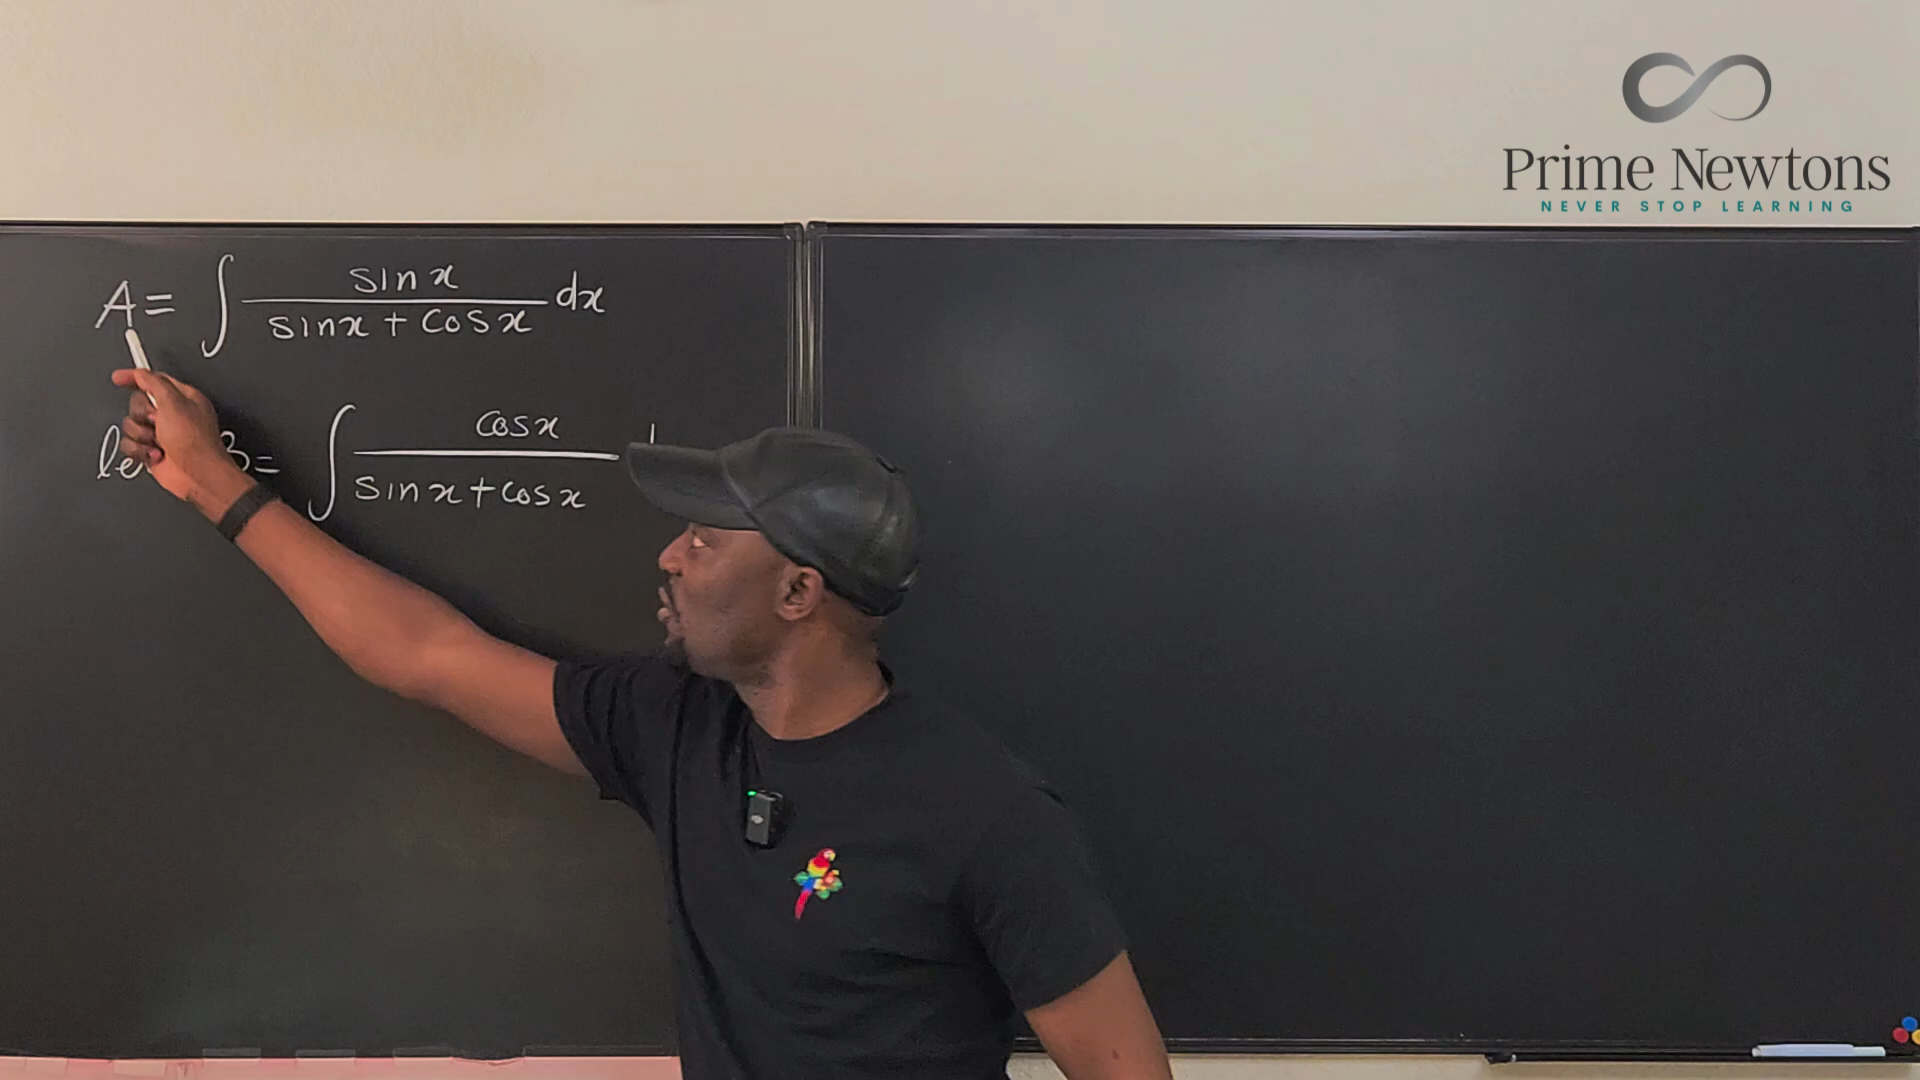 Prime Newtons
NEVER STOP LEARNING
A = ∫ sin x / (sin x + cos x) dx
B = ∫ cos x / (sin x + cos x)